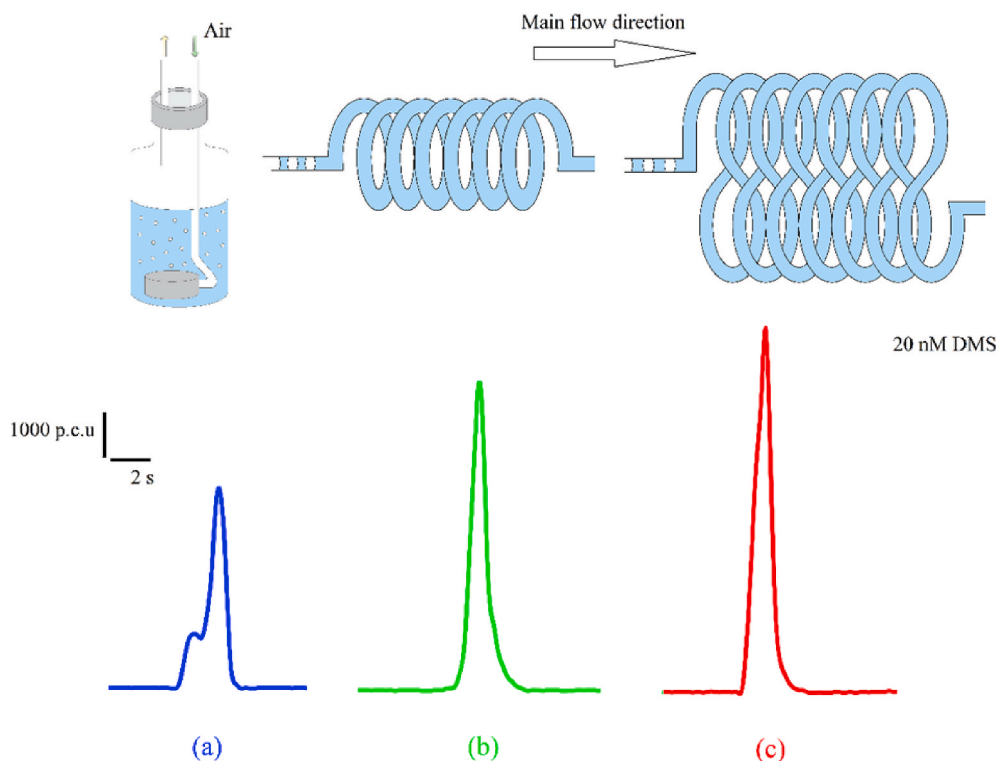 Air
Main flow direction
20 nM DMS
1000 p.c.u
2 s
(a)
(b)
(c)